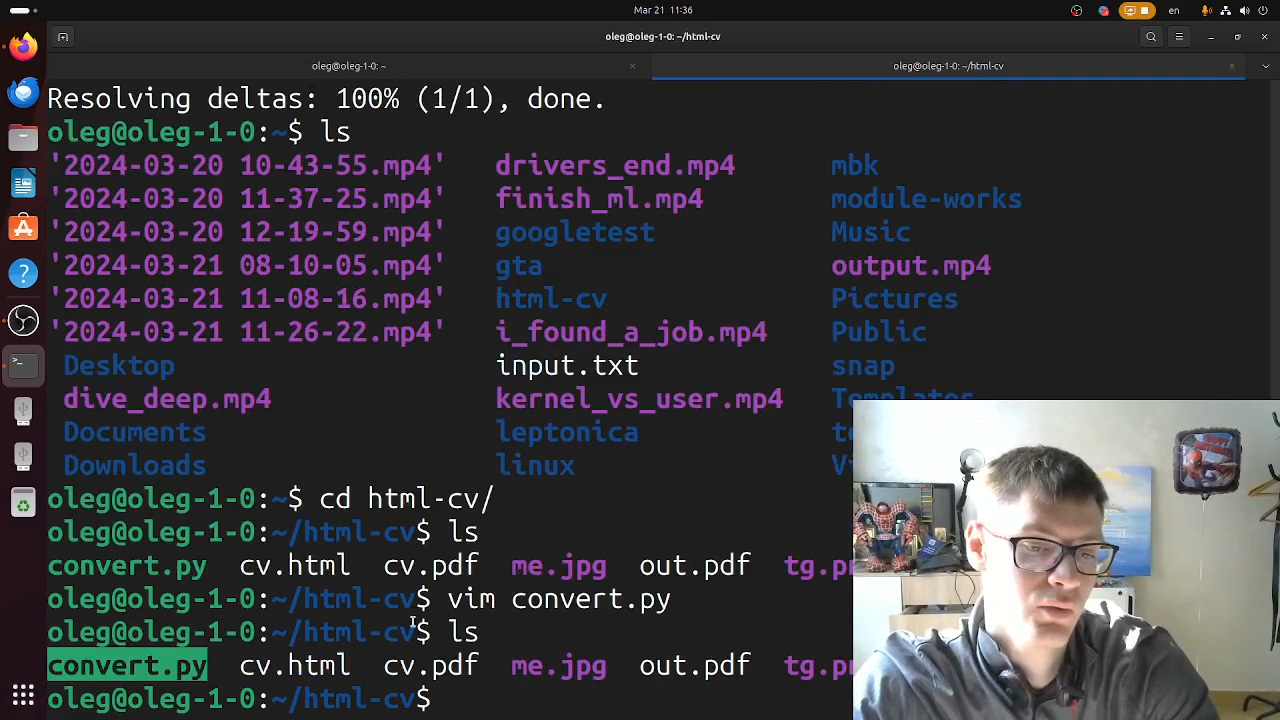 Mar 21 11:36
en
oleg@oleg-1-0: ~/html-cv
oleg@oleg-1-0: ~
oleg@oleg-1-0: ~/html-cv
Resolving deltas: 100% (1/1), done.
oleg@oleg-1-0:~$ ls
'2024-03-20 10-43-55.mp4' drivers_end.mp4 mbk
'2024-03-20 11-37-25.mp4' finish_ml.mp4 module-works
'2024-03-20 12-19-59.mp4' googletest Music
'2024-03-21 08-10-05.mp4' gta output.mp4
'2024-03-21 11-08-16.mp4' html-cv Pictures
'2024-03-21 11-26-22.mp4' i_found_a_job.mp4 Public
Desktop input.txt snap
dive_deep.mp4 kernel_vs_user.mp4 Templates
Documents leptonica
Downloads linux
oleg@oleg-1-0:~$ cd html-cv/
oleg@oleg-1-0:~/html-cv$ ls
convert.py cv.html cv.pdf me.jpg out.pdf
oleg@oleg-1-0:~/html-cv$ vim convert.py
oleg@oleg-1-0:~/html-cv$ ls
convert.py cv.html cv.pdf me.jpg out.pdf
oleg@oleg-1-0:~/html-cv$